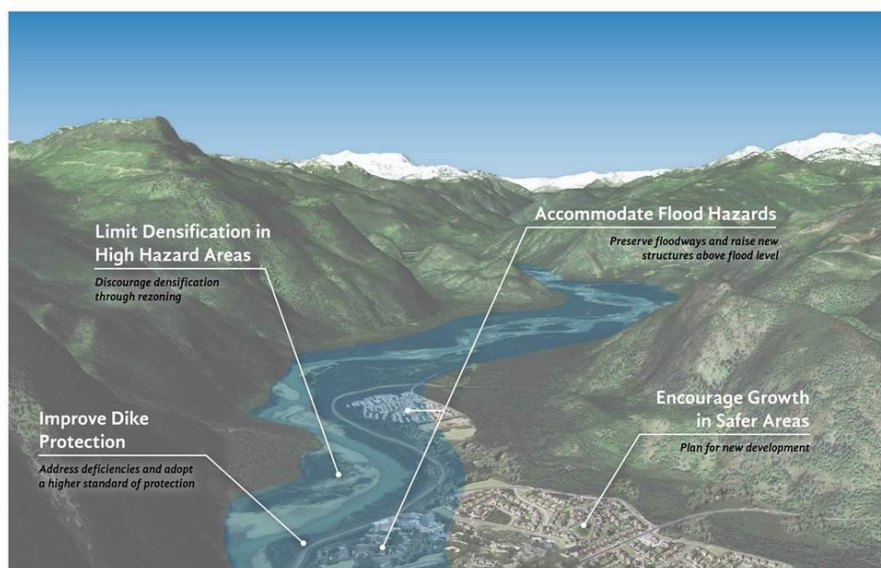 Limit Densification in
High Hazard Areas
Discourage densification
through rezoning
Accommodate Flood Hazards
Preserve floodways and raise new
structures above flood level
Improve Dike
Protection
Address deficiencies and adopt
a higher standard of protection
Encourage Growth
in Safer Areas
Plan for new development